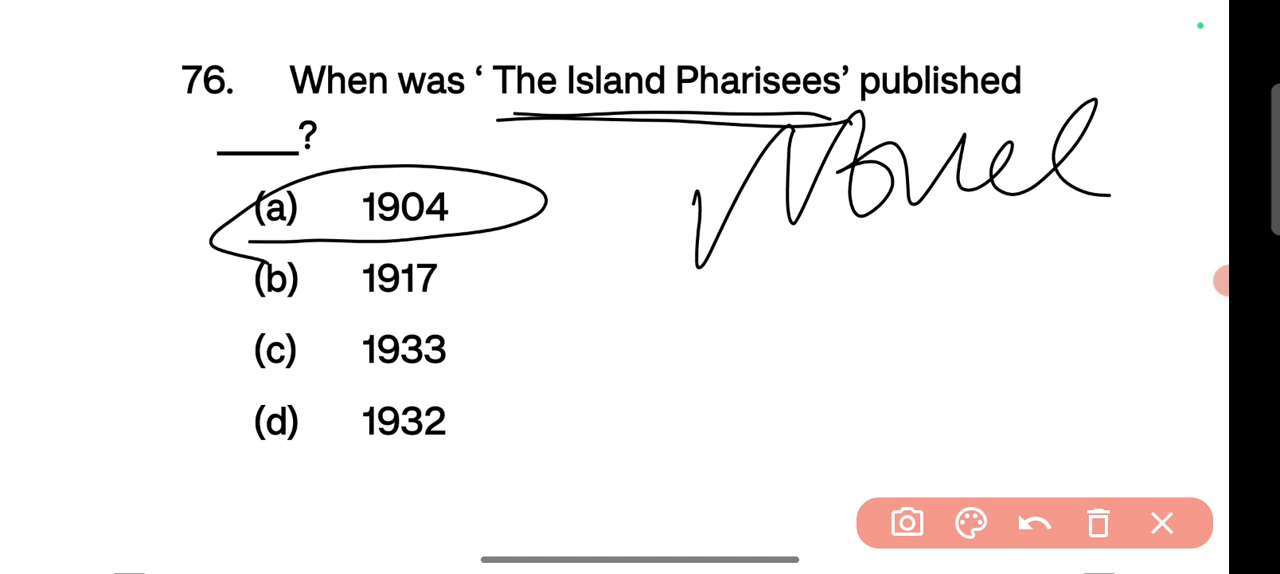 76. When was ‘ The Island Pharisees’ published
____?
Novel
(a) 1904
(b) 1917
(c) 1933
(d) 1932